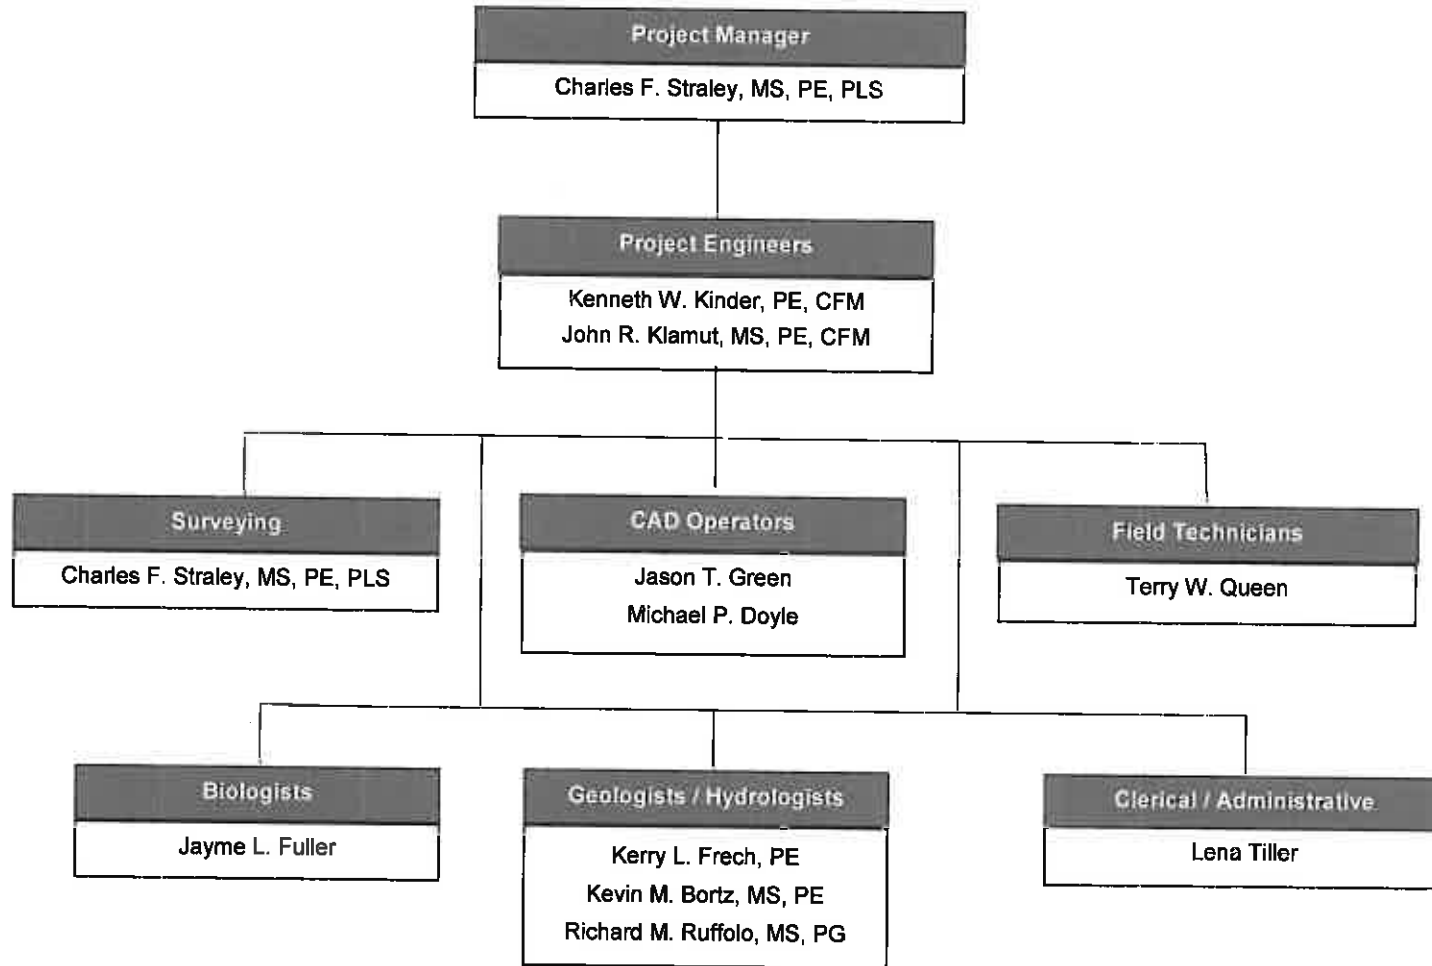 Project Manager
Charles F. Straley, MS, PE, PLS
Project Engineers
Kenneth W. Kinder, PE, CFM
John R. Klamut, MS, PE, CFM
Surveying
Charles F. Straley, MS, PE, PLS
CAD Operators
Jason T. Green
Michael P. Doyle
Field Technicians
Terry W. Queen
Biologists
Jayme L. Fuller
Geologists / Hydrologists
Kerry L. Frech, PE
Kevin M. Bortz, MS, PE
Richard M. Ruffolo, MS, PG
Clerical / Administrative
Lena Tiller